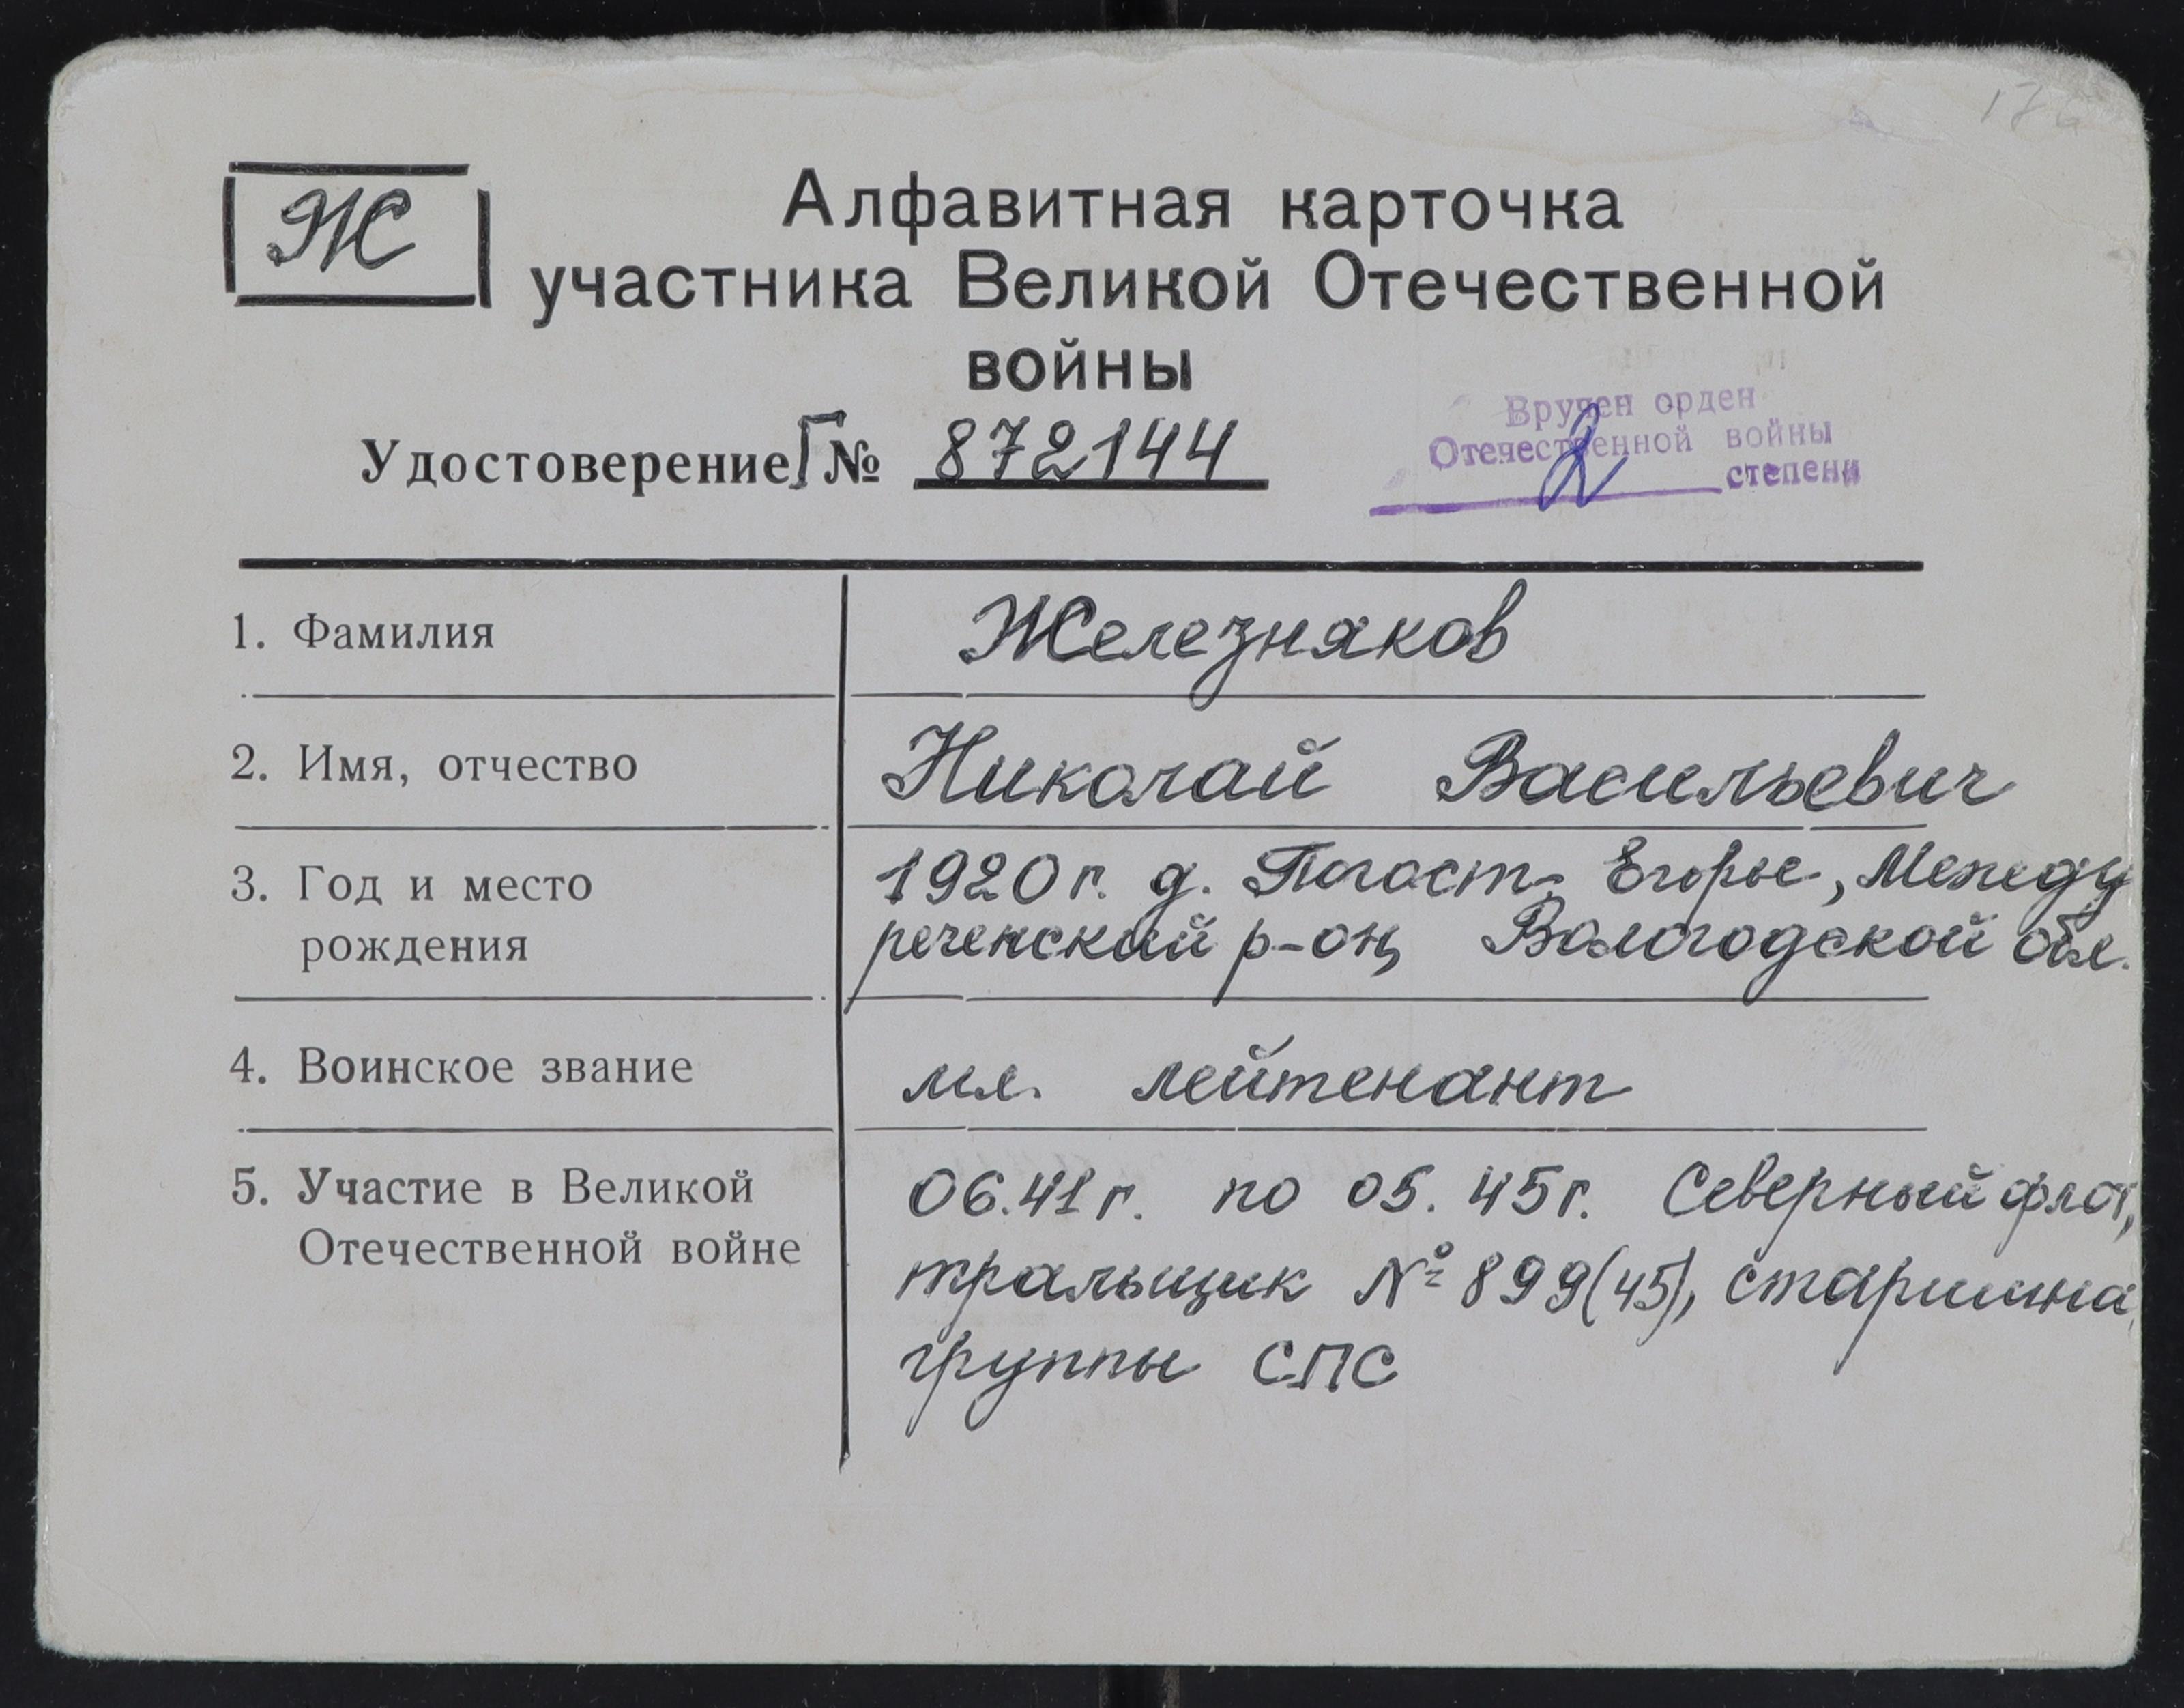 176
Ж
Алфавитная карточка
участника Великой Отечественной
войны
Удостоверение Г № 872144
Вручен орден
Отечественной войны
2 степени
1. Фамилия
Железняков
2. Имя, отчество
Николай Васильевич
3. Год и место
рождения
1920 г. д. Погост-Егорье, Между
реченский р-он, Вологодской обл.
4. Воинское звание
мл. лейтенант
5. Участие в Великой
Отечественной войне
06.41 г. по 05.45 г. Северный флот,
тральщик № 899(45), старшина
группы СПС